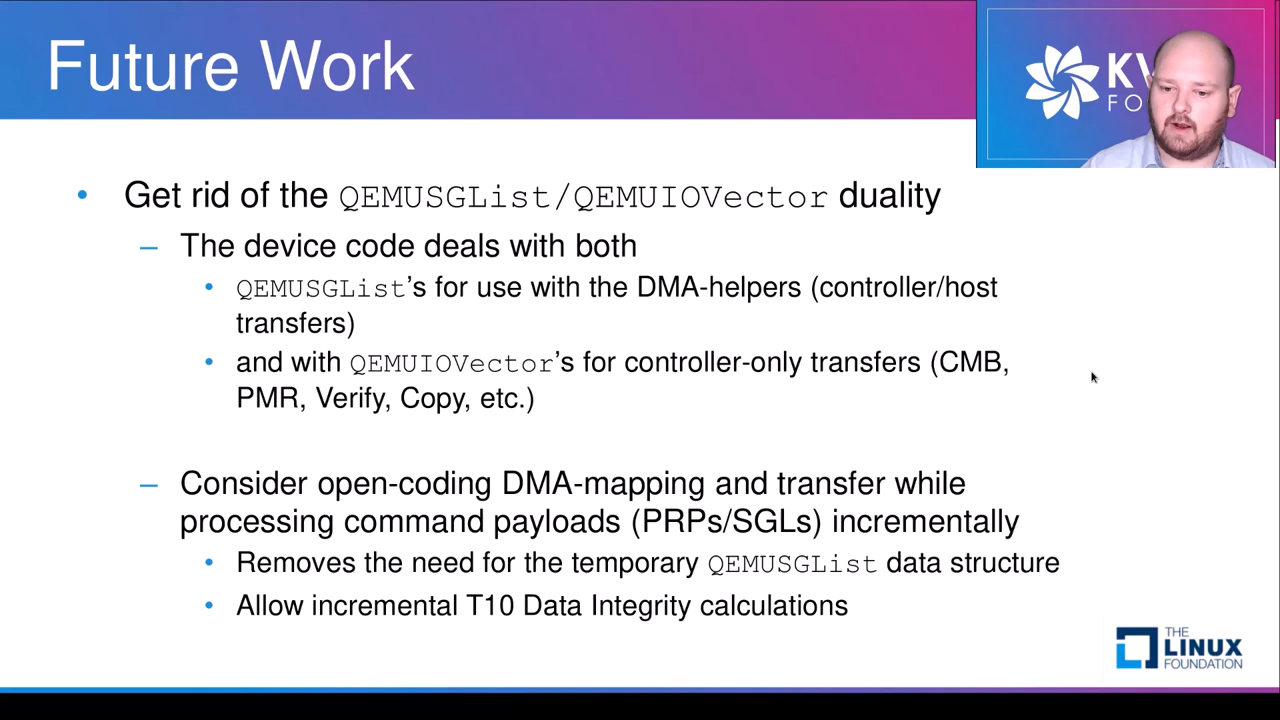 Future Work
KV
FO
• Get rid of the QEMUSGList/QEMUIOVector duality
– The device code deals with both
• QEMUSGList's for use with the DMA-helpers (controller/host
transfers)
• and with QEMUIOVector's for controller-only transfers (CMB,
PMR, Verify, Copy, etc.)
– Consider open-coding DMA-mapping and transfer while
processing command payloads (PRPs/SGLs) incrementally
• Removes the need for the temporary QEMUSGList data structure
• Allow incremental T10 Data Integrity calculations
THE
LINUX
FOUNDATION